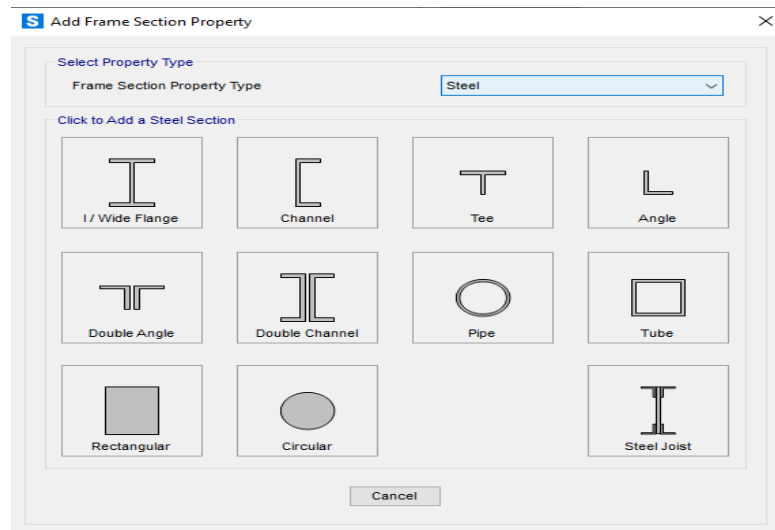 S Add Frame Section Property
Select Property Type
Frame Section Property Type Steel
Click to Add a Steel Section
I / Wide Flange Channel Tee Angle
Double Angle Double Channel Pipe Tube
Rectangular Circular Steel Joist
Cancel